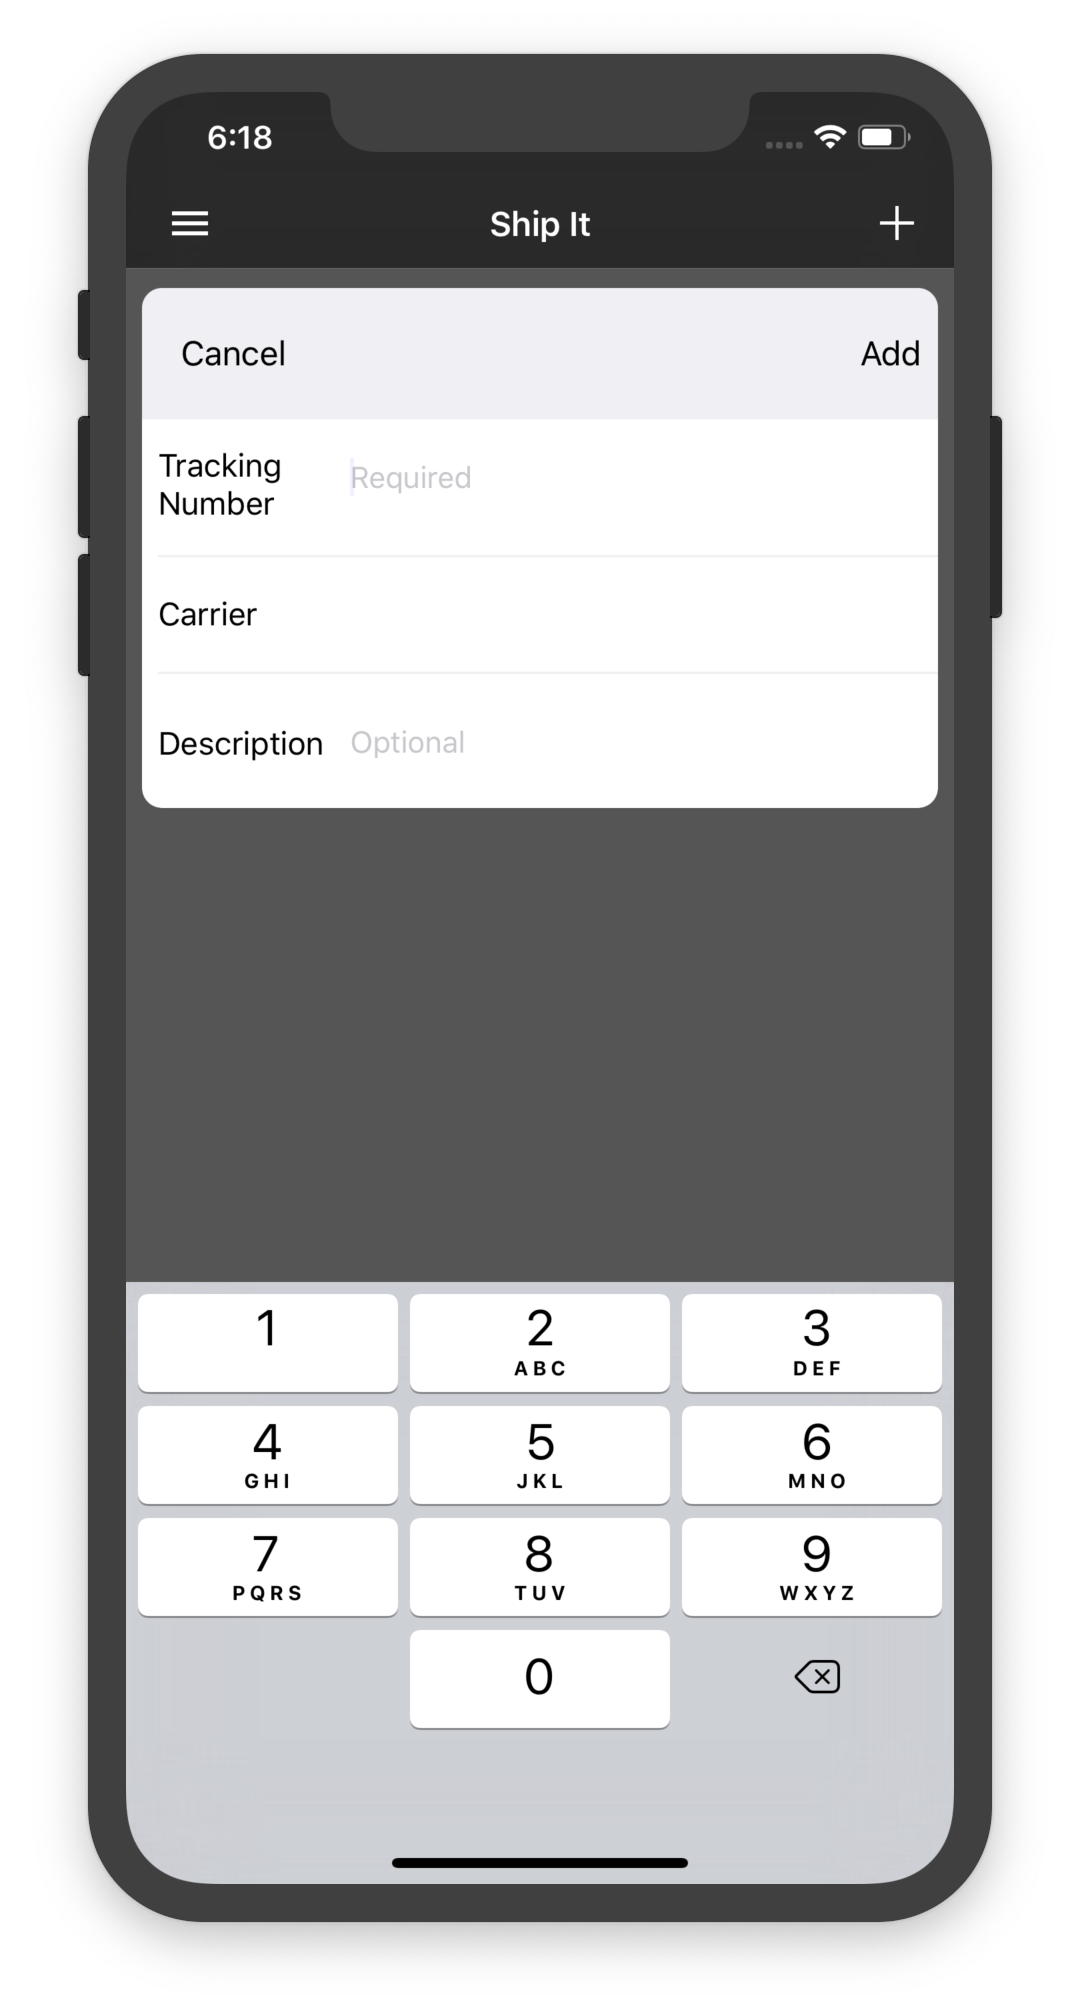 6:18
Ship It
Cancel
Add
Tracking
Number
Required
Carrier
Description
Optional
1
2
ABC
3
DEF
4
GHI
5
JKL
6
MNO
7
PQRS
8
TUV
9
WXYZ
0